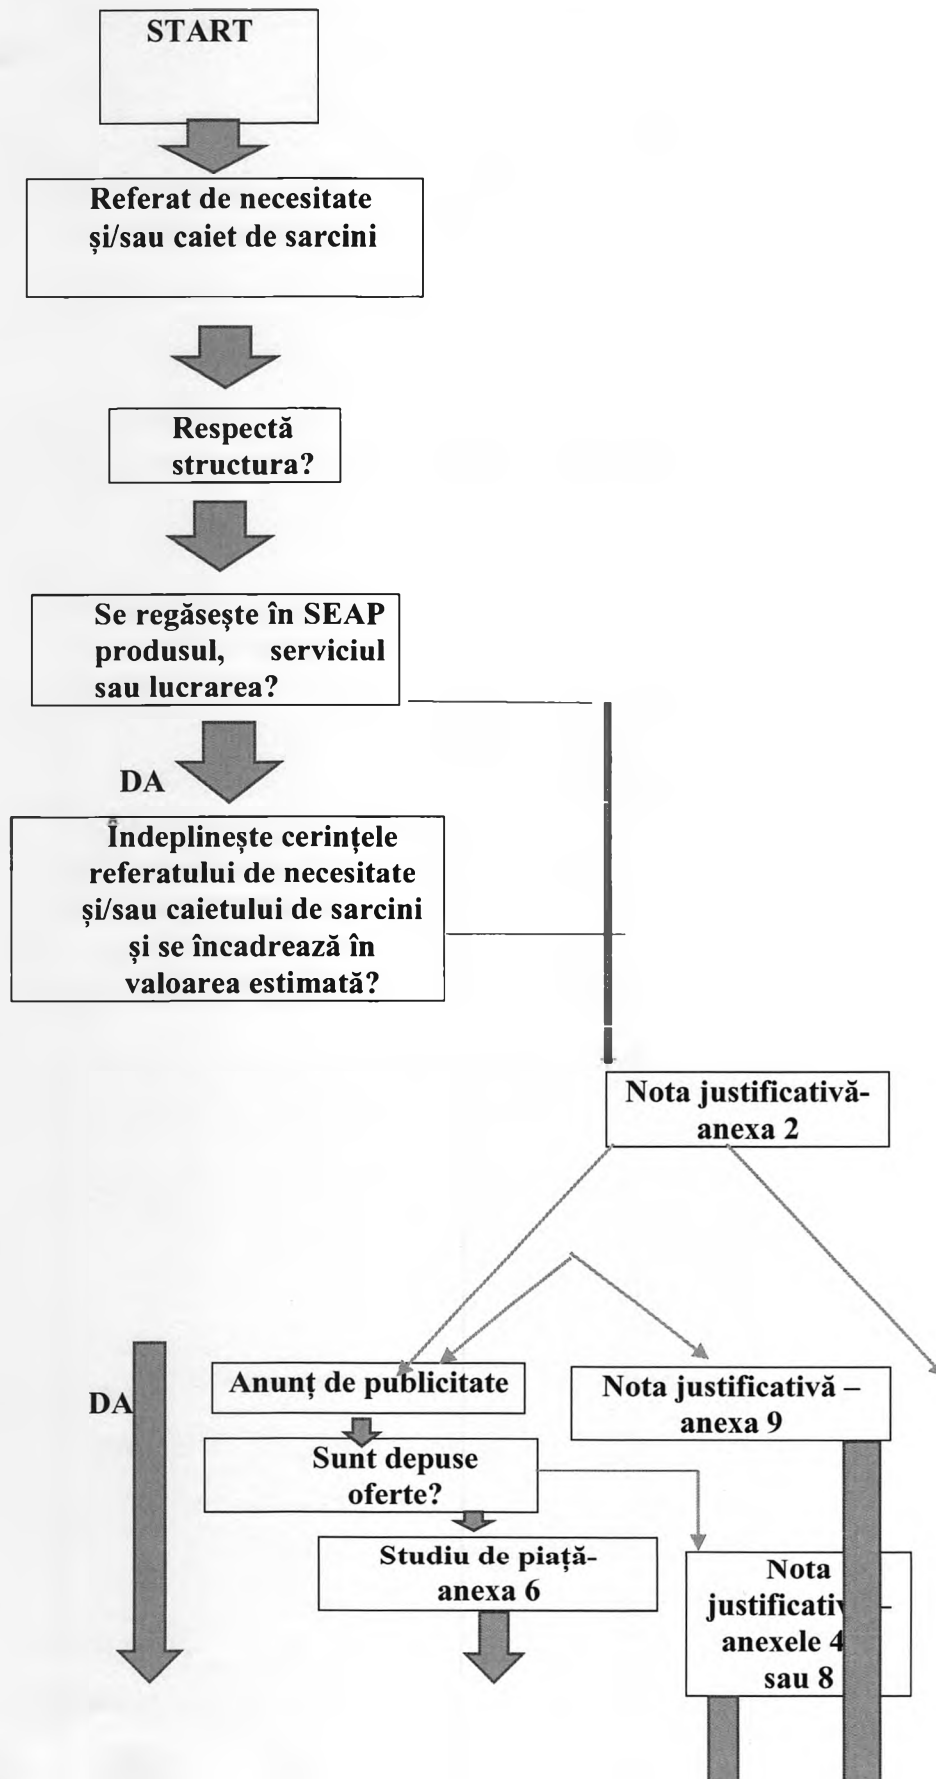 START
Referat de necesitate
și/sau caiet de sarcini
Respectă
structura?
Se regăsește în SEAP
produsul, serviciul
sau lucrarea?
DA
Îndeplinește cerințele
referatului de necesitate
și/sau caietului de sarcini
și se încadrează în
valoarea estimată?
Nota justificativă-
anexa 2
DA
Anunț de publicitate
Nota justificativă –
anexa 9
Sunt depuse
oferte?
Studiu de piață-
anexa 6
Nota
justificativ –
anexele 4
sau 8